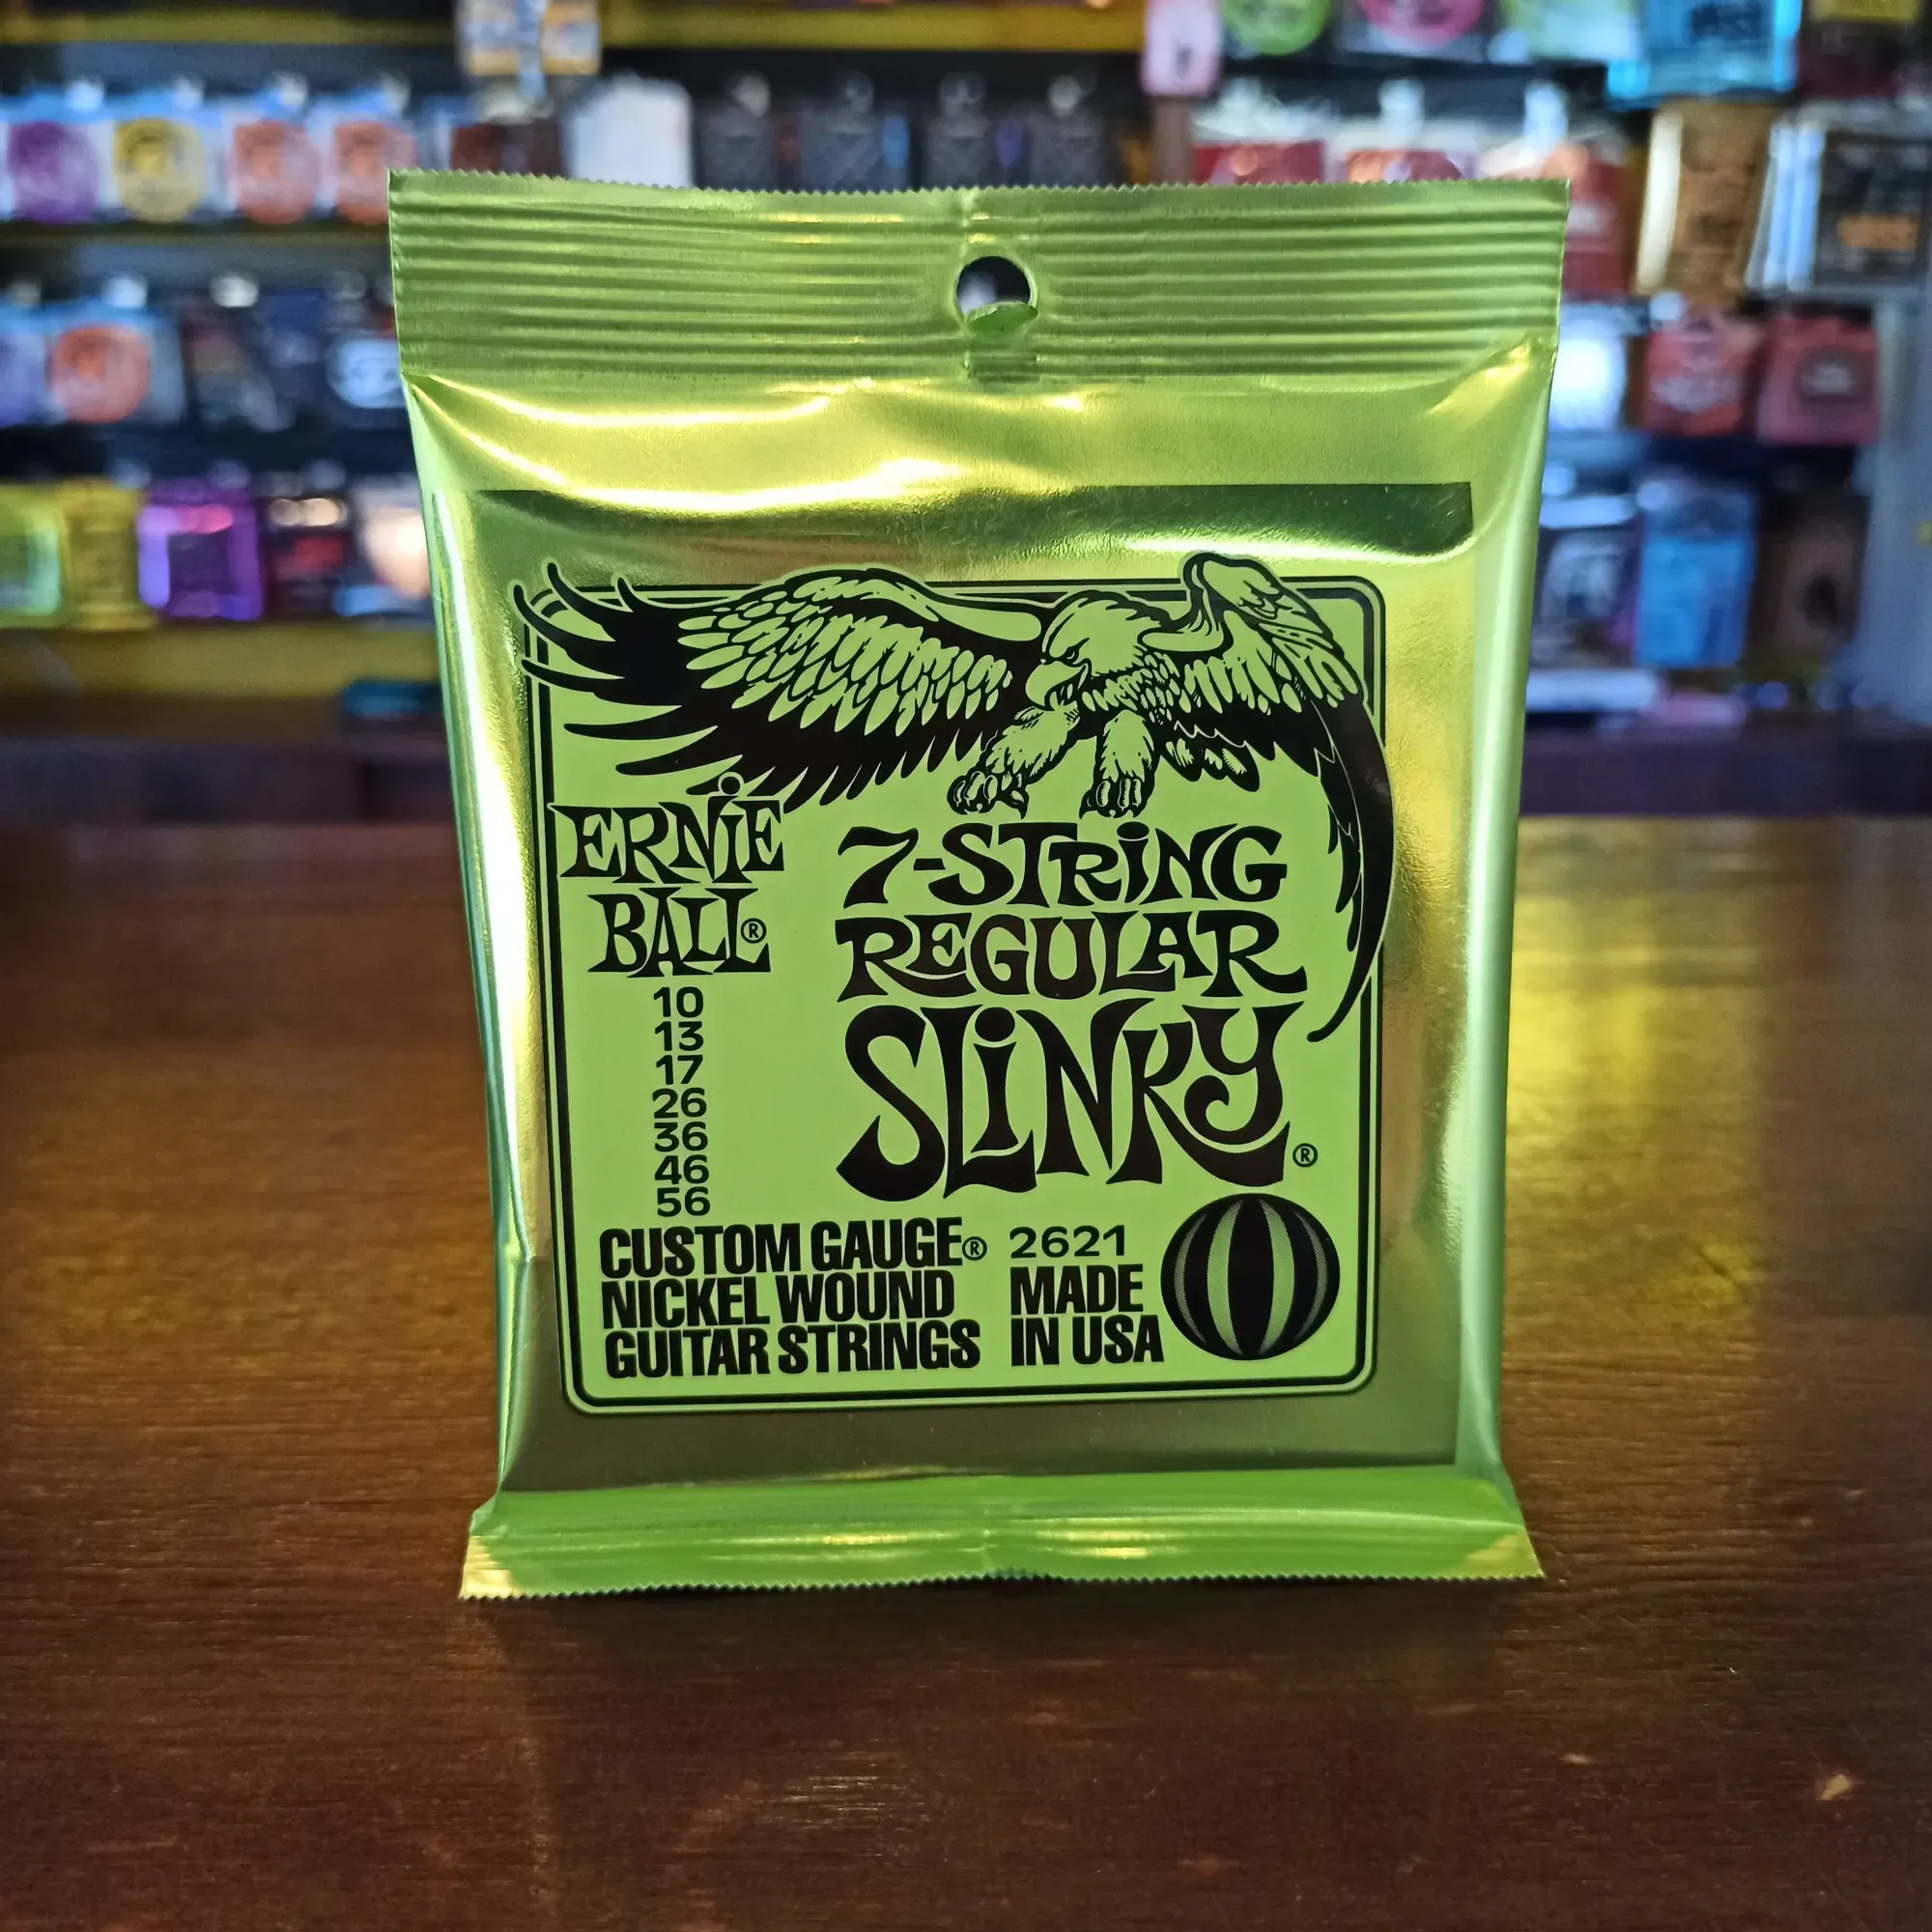 ERNiE
BALL®
10
13
17
26
36
46
56
7-STRiNG
REGULAR
SLiNKY®
CUSTOM GAUGE®
NICKEL WOUND
GUITAR STRINGS
2621
MADE
IN USA